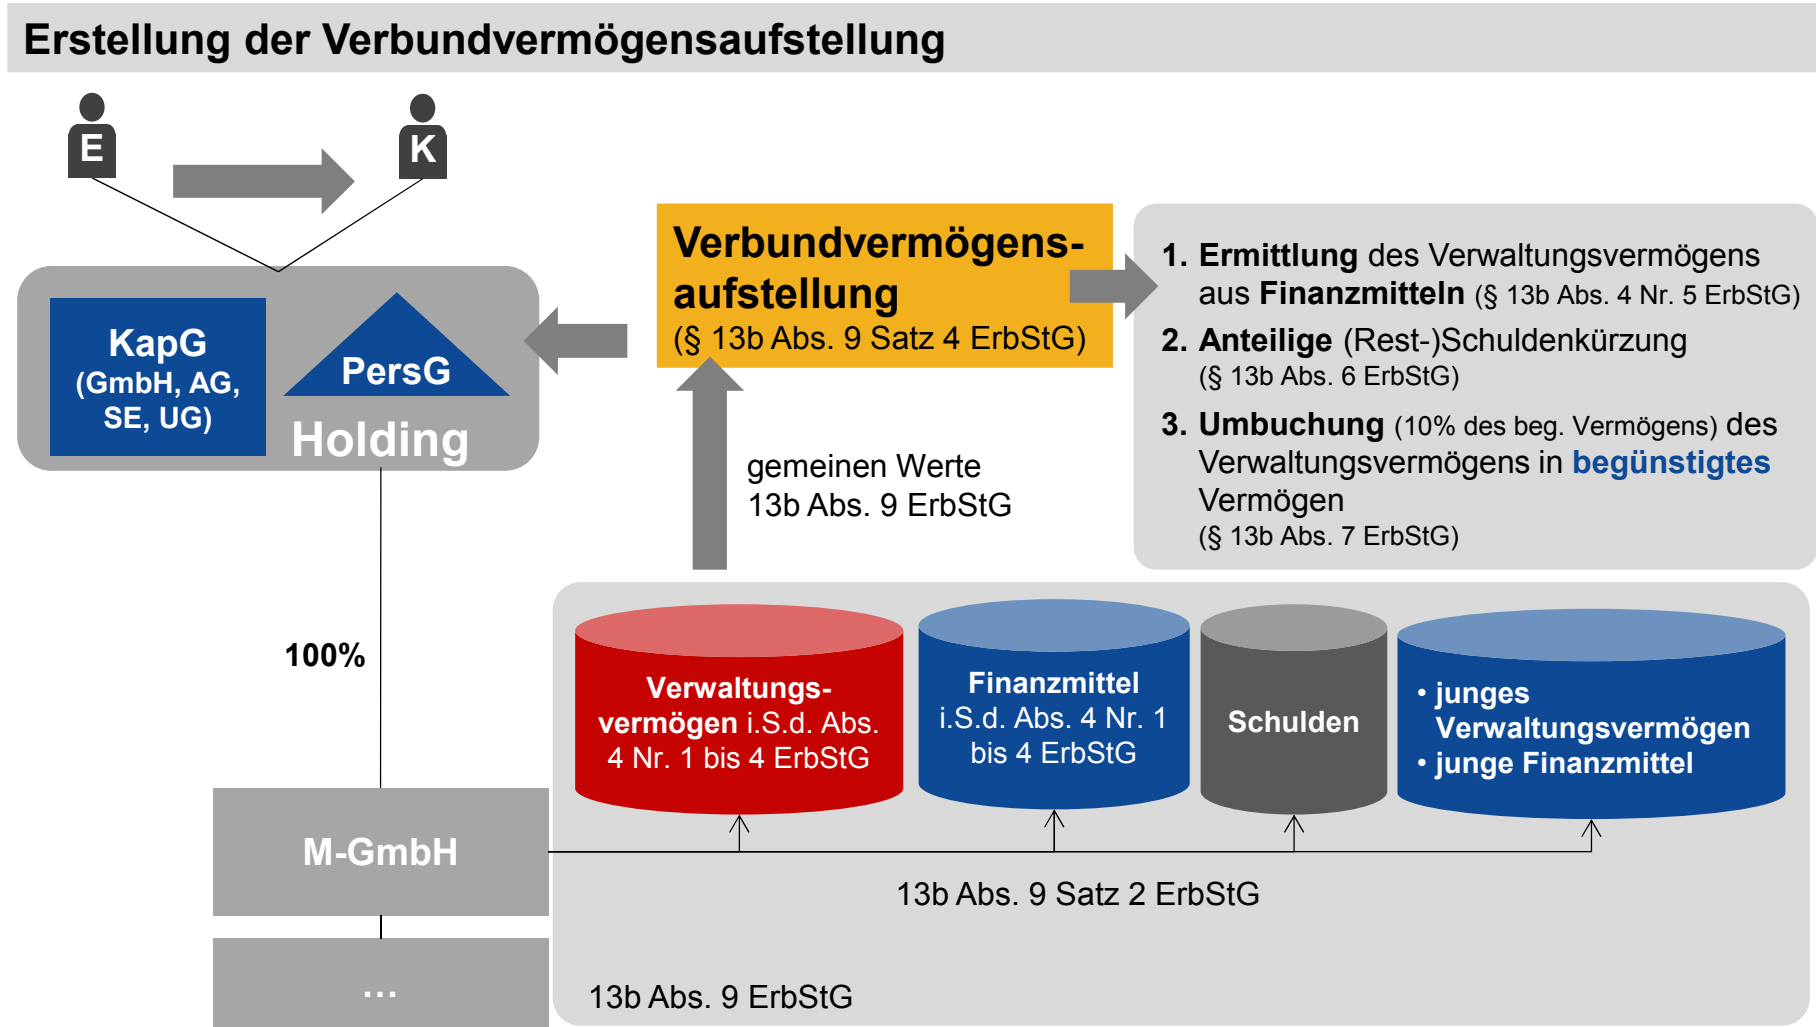 Erstellung der Verbundvermögensaufstellung
E
K
KapG
(GmbH, AG,
SE, UG)
PersG
Holding
Verbundvermögens-
aufstellung
(§ 13b Abs. 9 Satz 4 ErbStG)
1. Ermittlung des Verwaltungsvermögens
aus Finanzmitteln (§ 13b Abs. 4 Nr. 5 ErbStG)
2. Anteilige (Rest-)Schuldenkürzung
(§ 13b Abs. 6 ErbStG)
3. Umbuchung (10% des beg. Vermögens) des
Verwaltungsvermögens in begünstigtes
Vermögen
(§ 13b Abs. 7 ErbStG)
gemeinen Werte
13b Abs. 9 ErbStG
100%
Verwaltungs-
vermögen i.S.d. Abs.
4 Nr. 1 bis 4 ErbStG
Finanzmittel
i.S.d. Abs. 4 Nr. 1
bis 4 ErbStG
Schulden
• junges
Verwaltungsvermögen
• junge Finanzmittel
M-GmbH
13b Abs. 9 Satz 2 ErbStG
...
13b Abs. 9 ErbStG